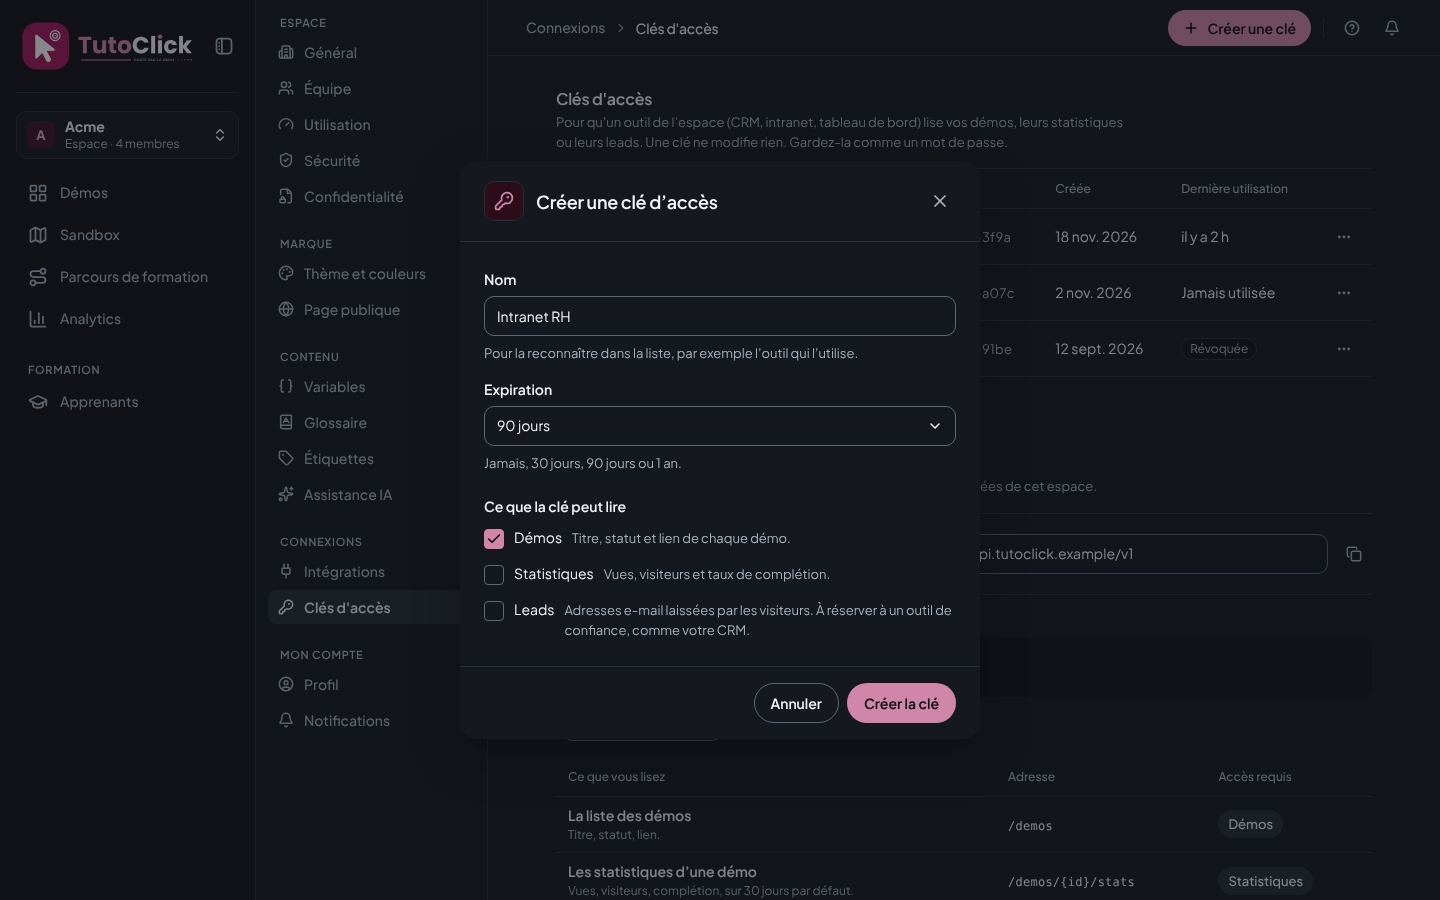 TutoClick
A
Acme
Espace · 4 membres
Démos
Sandbox
Parcours de formation
Analytics
FORMATION
Apprenants
ESPACE
Général
Équipe
Utilisation
Sécurité
Confidentialité
MARQUE
Thème et couleurs
Page publique
CONTENU
Variables
Glossaire
Étiquettes
Assistance IA
CONNEXIONS
Intégrations
Clés d'accès
MON COMPTE
Profil
Notifications
Connexions
Clés d'accès
Créer une clé
Clés d'accès
Pour qu'un outil de l'espace (CRM, intranet, tableau de bord) lise vos démos, leurs statistiques
ou leurs leads. Une clé ne modifie rien. Gardez-la comme un mot de passe.
Créée
Dernière utilisation
3f9a
18 nov. 2026
il y a 2 h
a07c
2 nov. 2026
Jamais utilisée
91be
12 sept. 2026
Révoquée
ées de cet espace.
pi.tutoclick.example/v1
Créer une clé d’accès
Nom
Intranet RH
Pour la reconnaître dans la liste, par exemple l’outil qui l’utilise.
Expiration
90 jours
Jamais, 30 jours, 90 jours ou 1 an.
Ce que la clé peut lire
Démos
Titre, statut et lien de chaque démo.
Statistiques
Vues, visiteurs et taux de complétion.
Leads
Adresses e-mail laissées par les visiteurs. À réserver à un outil de
confiance, comme votre CRM.
Annuler
Créer la clé
Ce que vous lisez
Adresse
Accès requis
La liste des démos
Titre, statut, lien.
/demos
Démos
Les statistiques d’une démo
Vues, visiteurs, complétion, sur 30 jours par défaut.
/demos/{id}/stats
Statistiques